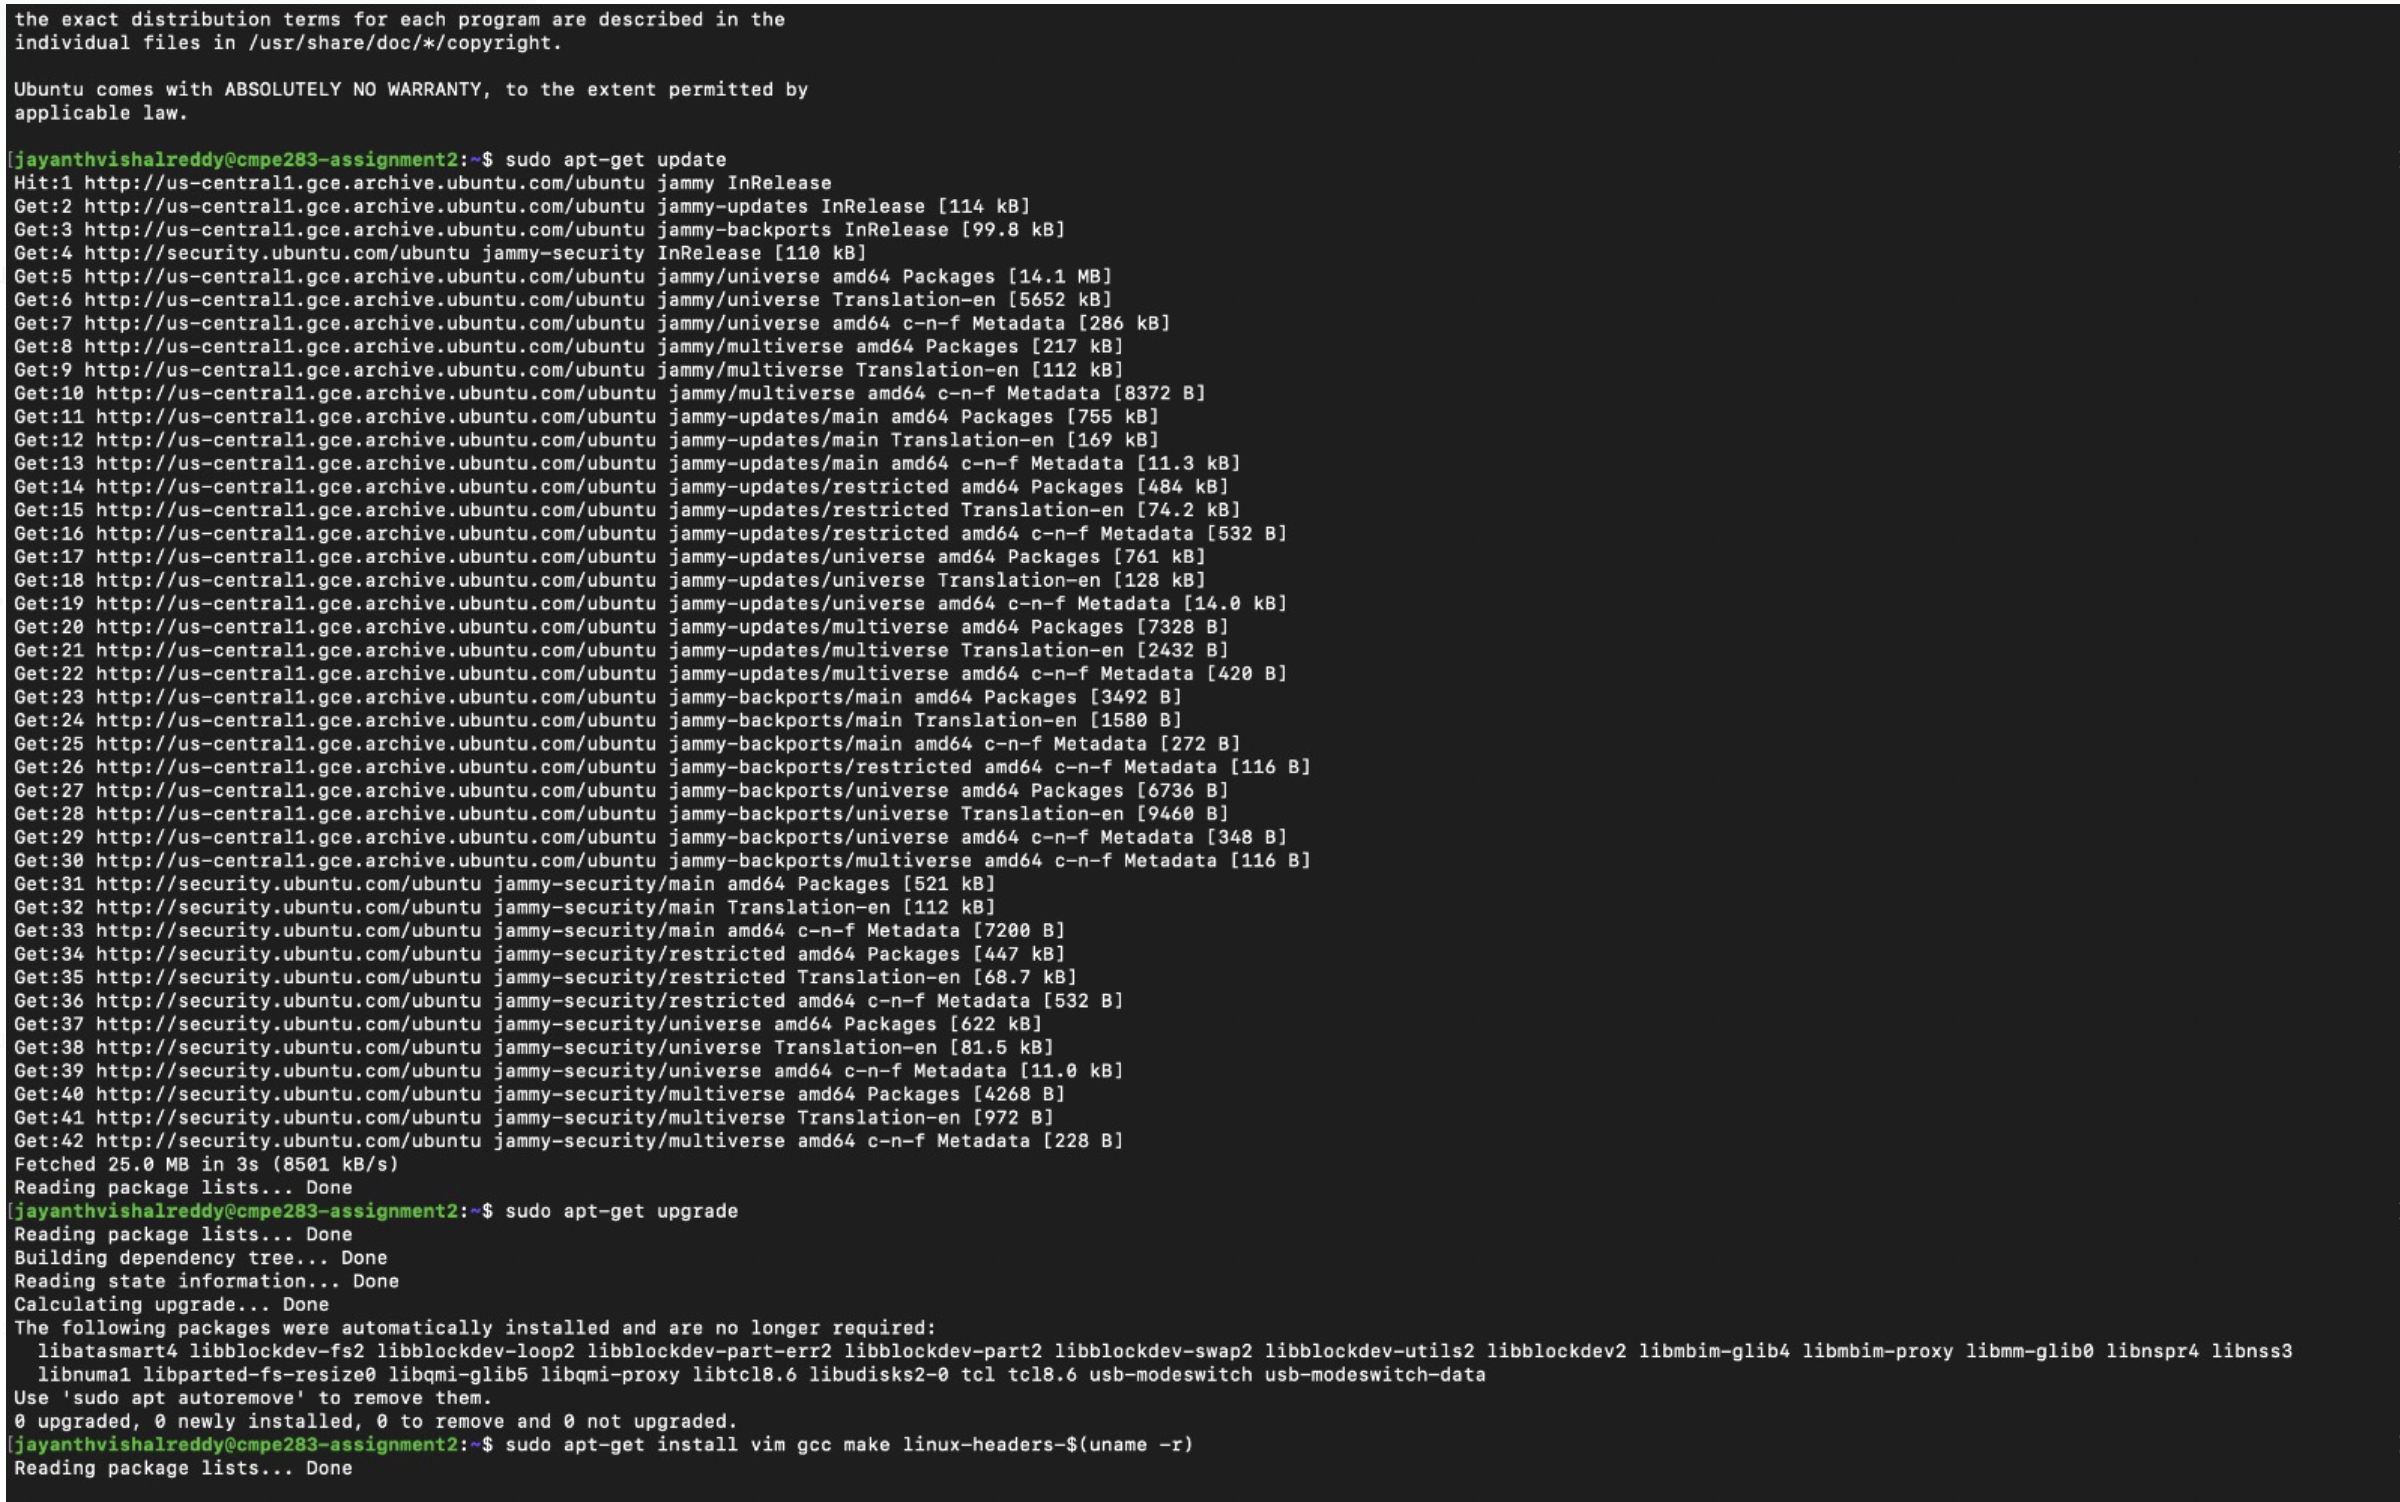 the exact distribution terms for each program are described in the
individual files in /usr/share/doc/*/copyright.
Ubuntu comes with ABSOLUTELY NO WARRANTY, to the extent permitted by
applicable law.
[jayanthvishalreddy@cmpe283-assignment2:~$ sudo apt-get update
Hit:1 http://us-central1.gce.archive.ubuntu.com/ubuntu jammy InRelease
Get:2 http://us-central1.gce.archive.ubuntu.com/ubuntu jammy-updates InRelease [114 kB]
Get:3 http://us-central1.gce.archive.ubuntu.com/ubuntu jammy-backports InRelease [99.8 kB]
Get:4 http://security.ubuntu.com/ubuntu jammy-security InRelease [110 kB]
Get:5 http://us-central1.gce.archive.ubuntu.com/ubuntu jammy/universe amd64 Packages [14.1 MB]
Get:6 http://us-central1.gce.archive.ubuntu.com/ubuntu jammy/universe Translation-en [5652 kB]
Get:7 http://us-central1.gce.archive.ubuntu.com/ubuntu jammy/universe amd64 c-n-f Metadata [286 kB]
Get:8 http://us-central1.gce.archive.ubuntu.com/ubuntu jammy/multiverse amd64 Packages [217 kB]
Get:9 http://us-central1.gce.archive.ubuntu.com/ubuntu jammy/multiverse Translation-en [112 kB]
Get:10 http://us-central1.gce.archive.ubuntu.com/ubuntu jammy/multiverse amd64 c-n-f Metadata [8372 B]
Get:11 http://us-central1.gce.archive.ubuntu.com/ubuntu jammy-updates/main amd64 Packages [755 kB]
Get:12 http://us-central1.gce.archive.ubuntu.com/ubuntu jammy-updates/main Translation-en [169 kB]
Get:13 http://us-central1.gce.archive.ubuntu.com/ubuntu jammy-updates/main amd64 c-n-f Metadata [11.3 kB]
Get:14 http://us-central1.gce.archive.ubuntu.com/ubuntu jammy-updates/restricted amd64 Packages [484 kB]
Get:15 http://us-central1.gce.archive.ubuntu.com/ubuntu jammy-updates/restricted Translation-en [74.2 kB]
Get:16 http://us-central1.gce.archive.ubuntu.com/ubuntu jammy-updates/restricted amd64 c-n-f Metadata [532 B]
Get:17 http://us-central1.gce.archive.ubuntu.com/ubuntu jammy-updates/universe amd64 Packages [761 kB]
Get:18 http://us-central1.gce.archive.ubuntu.com/ubuntu jammy-updates/universe Translation-en [128 kB]
Get:19 http://us-central1.gce.archive.ubuntu.com/ubuntu jammy-updates/universe amd64 c-n-f Metadata [14.0 kB]
Get:20 http://us-central1.gce.archive.ubuntu.com/ubuntu jammy-updates/multiverse amd64 Packages [7328 B]
Get:21 http://us-central1.gce.archive.ubuntu.com/ubuntu jammy-updates/multiverse Translation-en [2432 B]
Get:22 http://us-central1.gce.archive.ubuntu.com/ubuntu jammy-updates/multiverse amd64 c-n-f Metadata [420 B]
Get:23 http://us-central1.gce.archive.ubuntu.com/ubuntu jammy-backports/main amd64 Packages [3492 B]
Get:24 http://us-central1.gce.archive.ubuntu.com/ubuntu jammy-backports/main Translation-en [1580 B]
Get:25 http://us-central1.gce.archive.ubuntu.com/ubuntu jammy-backports/main amd64 c-n-f Metadata [272 B]
Get:26 http://us-central1.gce.archive.ubuntu.com/ubuntu jammy-backports/restricted amd64 c-n-f Metadata [116 B]
Get:27 http://us-central1.gce.archive.ubuntu.com/ubuntu jammy-backports/universe amd64 Packages [6736 B]
Get:28 http://us-central1.gce.archive.ubuntu.com/ubuntu jammy-backports/universe Translation-en [9460 B]
Get:29 http://us-central1.gce.archive.ubuntu.com/ubuntu jammy-backports/universe amd64 c-n-f Metadata [348 B]
Get:30 http://us-central1.gce.archive.ubuntu.com/ubuntu jammy-backports/multiverse amd64 c-n-f Metadata [116 B]
Get:31 http://security.ubuntu.com/ubuntu jammy-security/main amd64 Packages [521 kB]
Get:32 http://security.ubuntu.com/ubuntu jammy-security/main Translation-en [112 kB]
Get:33 http://security.ubuntu.com/ubuntu jammy-security/main amd64 c-n-f Metadata [7200 B]
Get:34 http://security.ubuntu.com/ubuntu jammy-security/restricted amd64 Packages [447 kB]
Get:35 http://security.ubuntu.com/ubuntu jammy-security/restricted Translation-en [68.7 kB]
Get:36 http://security.ubuntu.com/ubuntu jammy-security/restricted amd64 c-n-f Metadata [532 B]
Get:37 http://security.ubuntu.com/ubuntu jammy-security/universe amd64 Packages [622 kB]
Get:38 http://security.ubuntu.com/ubuntu jammy-security/universe Translation-en [81.5 kB]
Get:39 http://security.ubuntu.com/ubuntu jammy-security/universe amd64 c-n-f Metadata [11.0 kB]
Get:40 http://security.ubuntu.com/ubuntu jammy-security/multiverse amd64 Packages [4268 B]
Get:41 http://security.ubuntu.com/ubuntu jammy-security/multiverse Translation-en [972 B]
Get:42 http://security.ubuntu.com/ubuntu jammy-security/multiverse amd64 c-n-f Metadata [228 B]
Fetched 25.0 MB in 3s (8501 kB/s)
Reading package lists... Done
[jayanthvishalreddy@cmpe283-assignment2:~$ sudo apt-get upgrade
Reading package lists... Done
Building dependency tree... Done
Reading state information... Done
Calculating upgrade... Done
The following packages were automatically installed and are no longer required:
  libatasmart4 libblockdev-fs2 libblockdev-loop2 libblockdev-part-err2 libblockdev-part2 libblockdev-swap2 libblockdev-utils2 libblockdev2 libmbim-glib4 libmbim-proxy libmm-glib0 libnspr4 libnss3
  libnuma1 libparted-fs-resize0 libqmi-glib5 libqmi-proxy libtcl8.6 libudisks2-0 tcl tcl8.6 usb-modeswitch usb-modeswitch-data
Use 'sudo apt autoremove' to remove them.
0 upgraded, 0 newly installed, 0 to remove and 0 not upgraded.
[jayanthvishalreddy@cmpe283-assignment2:~$ sudo apt-get install vim gcc make linux-headers-$(uname -r)
Reading package lists... Done